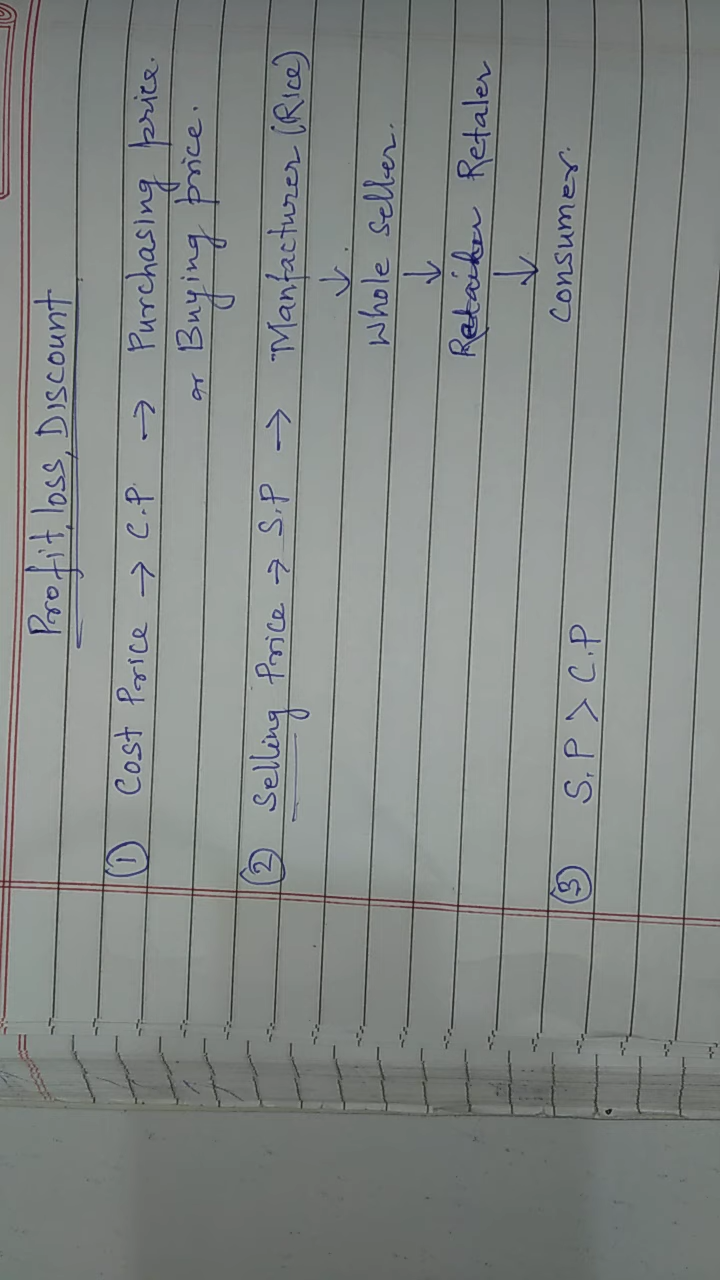 Profit, loss, Discount
① Cost Price → C.P → Purchasing price.
or Buying price.
② Selling Price → S.P → Manfacturer (Rice)
↓
Whole Seller.
↓
Retailer Retaler
↓
Consumer.
③ S.P > C.P